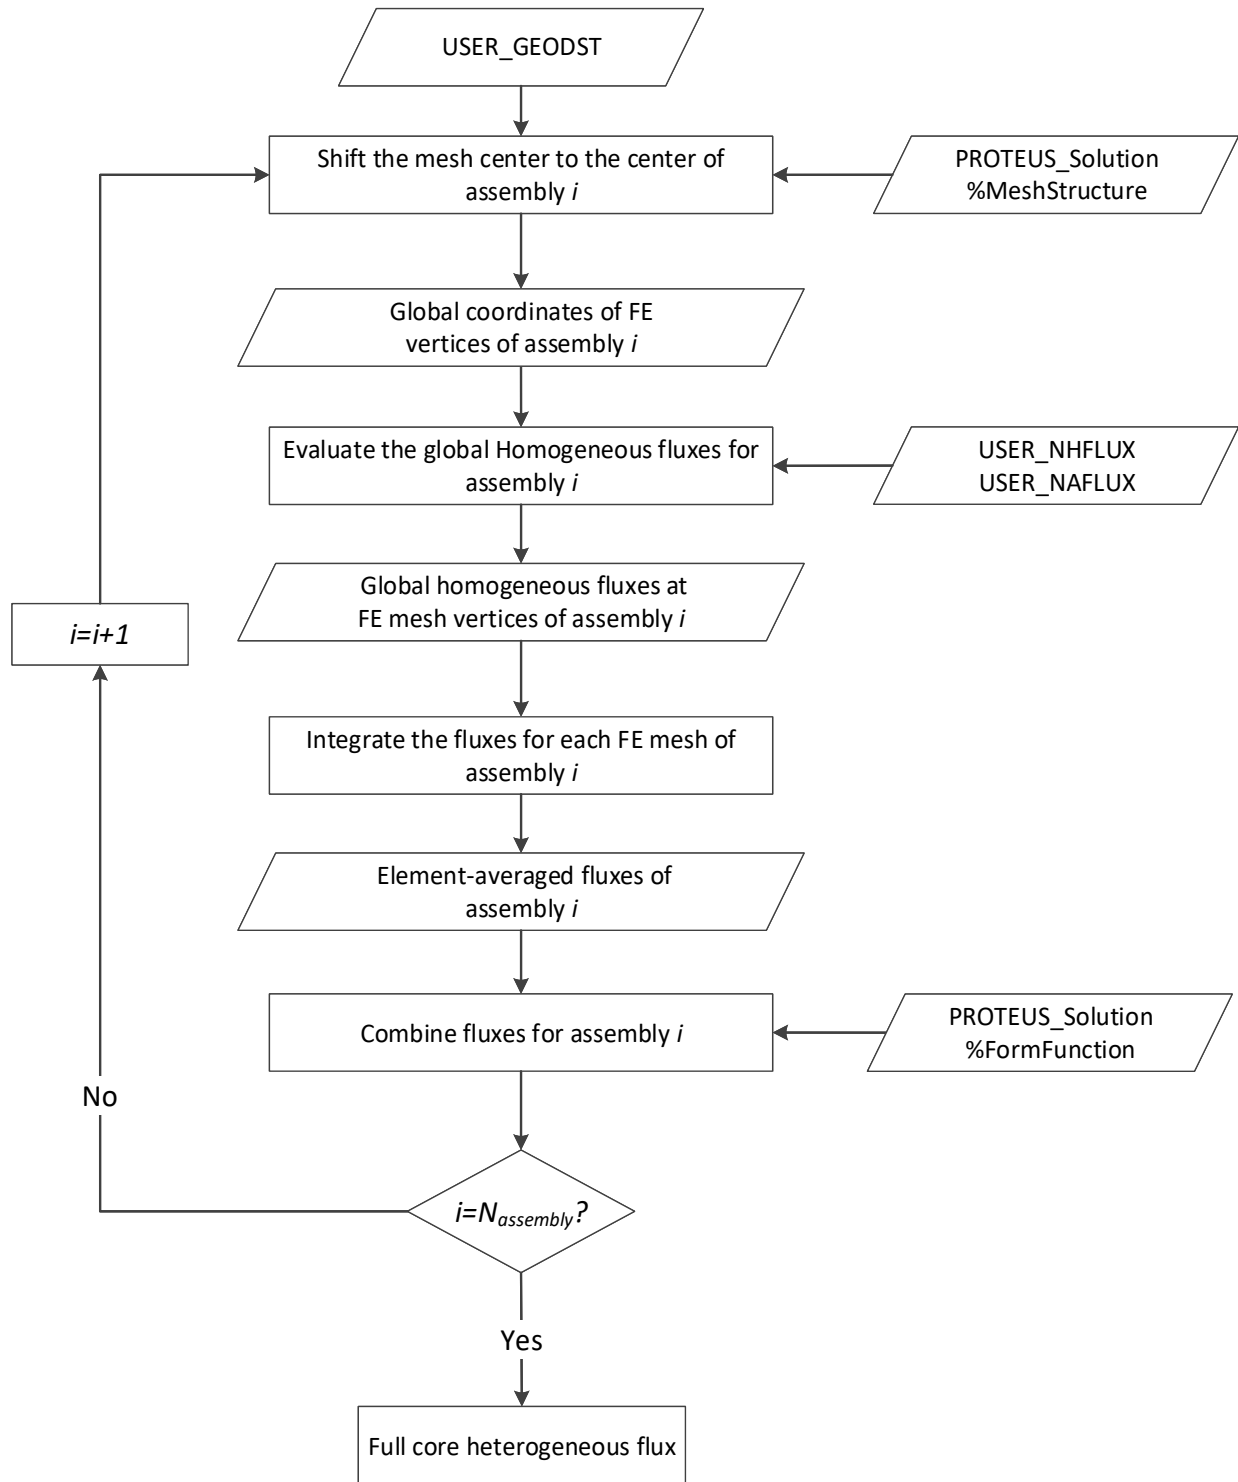 USER_GEODST
Shift the mesh center to the center of
assembly i
PROTEUS_Solution
%MeshStructure
Global coordinates of FE
vertices of assembly i
Evaluate the global Homogeneous fluxes for
assembly i
USER_NHFLUX
USER_NAFLUX
Global homogeneous fluxes at
FE mesh vertices of assembly i
i=i+1
Integrate the fluxes for each FE mesh of
assembly i
Element-averaged fluxes of
assembly i
Combine fluxes for assembly i
PROTEUS_Solution
%FormFunction
No
i=Nassembly?
Yes
Full core heterogeneous flux